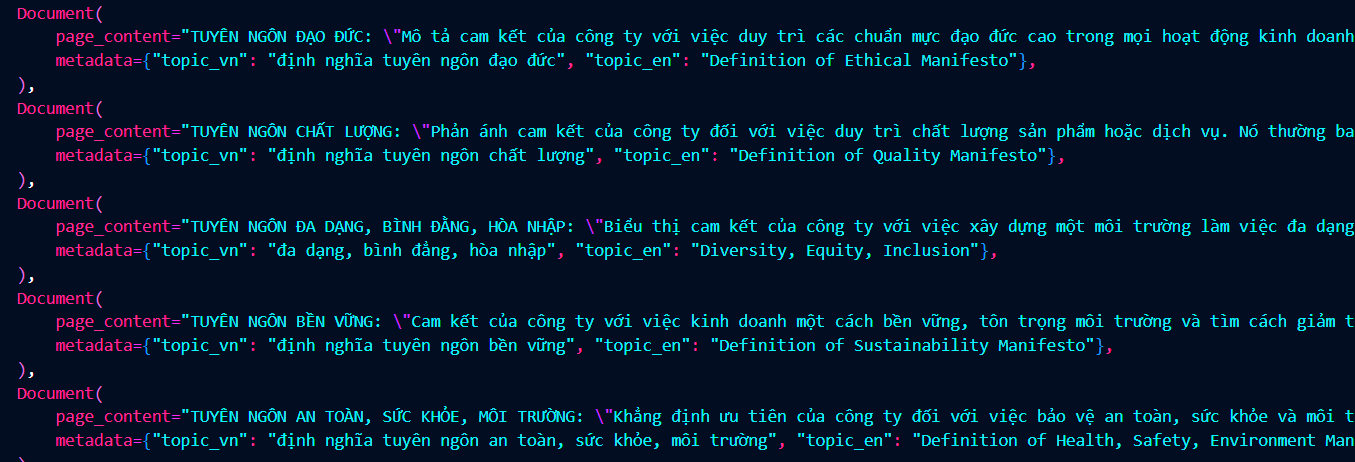 Document(
page_content="TUYÊN NGÔN ĐẠO ĐỨC: \"Mô tả cam kết của công ty với việc duy trì các chuẩn mực đạo đức cao trong mọi hoạt động kinh doanh
metadata={"topic_vn": "định nghĩa tuyên ngôn đạo đức", "topic_en": "Definition of Ethical Manifesto"},
),
Document(
page_content="TUYÊN NGÔN CHẤT LƯỢNG: \"Phản ánh cam kết của công ty đối với việc duy trì chất lượng sản phẩm hoặc dịch vụ. Nó thường ba
metadata={"topic_vn": "định nghĩa tuyên ngôn chất lượng", "topic_en": "Definition of Quality Manifesto"},
),
Document(
page_content="TUYÊN NGÔN ĐA DẠNG, BÌNH ĐẲNG, HÒA NHẬP: \"Biểu thị cam kết của công ty với việc xây dựng một môi trường làm việc đa dạng
metadata={"topic_vn": "đa dạng, bình đẳng, hòa nhập", "topic_en": "Diversity, Equity, Inclusion"},
),
Document(
page_content="TUYÊN NGÔN BỀN VỮNG: \"Cam kết của công ty với việc kinh doanh một cách bền vững, tôn trọng môi trường và tìm cách giảm t
metadata={"topic_vn": "định nghĩa tuyên ngôn bền vững", "topic_en": "Definition of Sustainability Manifesto"},
),
Document(
page_content="TUYÊN NGÔN AN TOÀN, SỨC KHỎE, MÔI TRƯỜNG: \"Khẳng định ưu tiên của công ty đối với việc bảo vệ an toàn, sức khỏe và môi t
metadata={"topic_vn": "định nghĩa tuyên ngôn an toàn, sức khỏe, môi trường", "topic_en": "Definition of Health, Safety, Environment Man